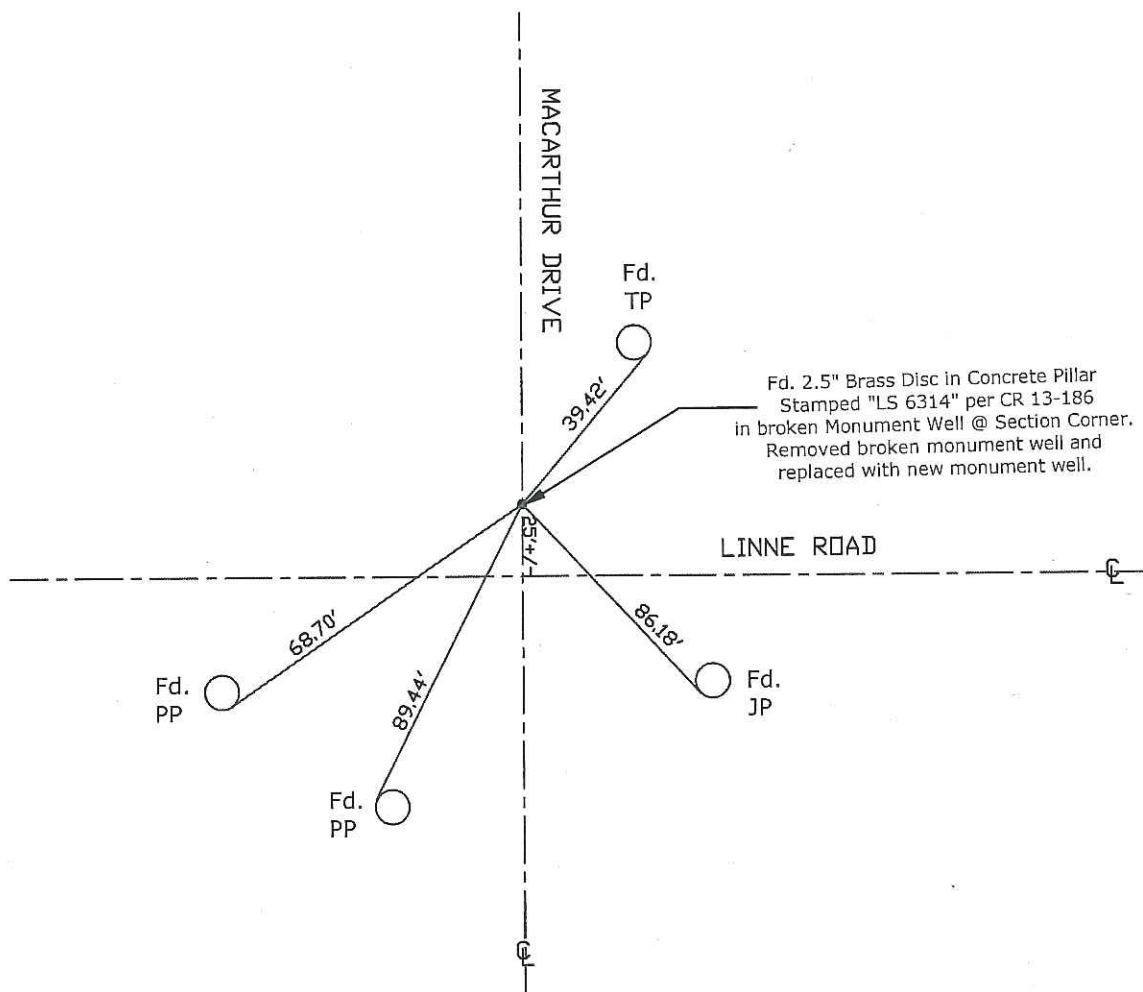 MACARTHUR DRIVE
Fd.
TP
39.42'
Fd. 2.5" Brass Disc in Concrete Pillar
Stamped "LS 6314" per CR 13-186
in broken Monument Well @ Section Corner.
Removed broken monument well and
replaced with new monument well.
25'+/-
LINNE ROAD
℄
68.70'
89.44'
86.18'
Fd.
PP
Fd.
JP
Fd.
PP
℄